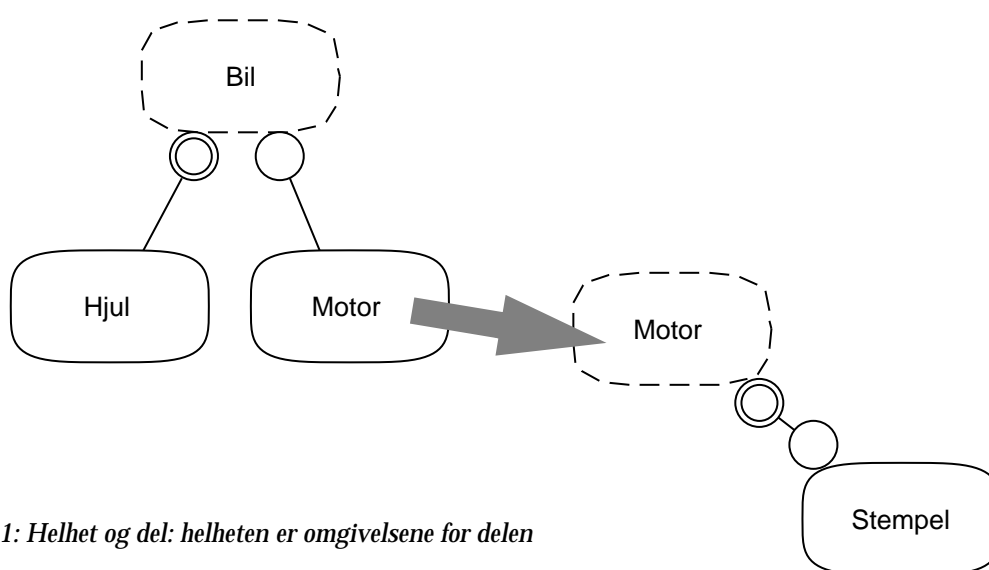 Bil
Hjul
Motor
Motor
Stempel
1: Helhet og del: helheten er omgivelsene for delen